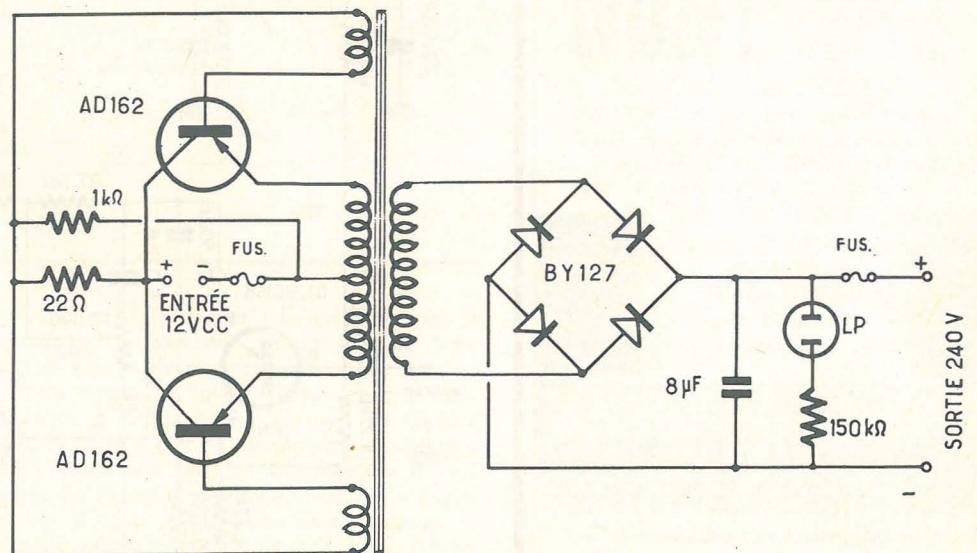 AD162
1kΩ
FUS.
+ -
22Ω
ENTRÉE
12VCC
AD162
BY127
FUS.
+
LP
8µF
150kΩ
-
SORTIE 240 V